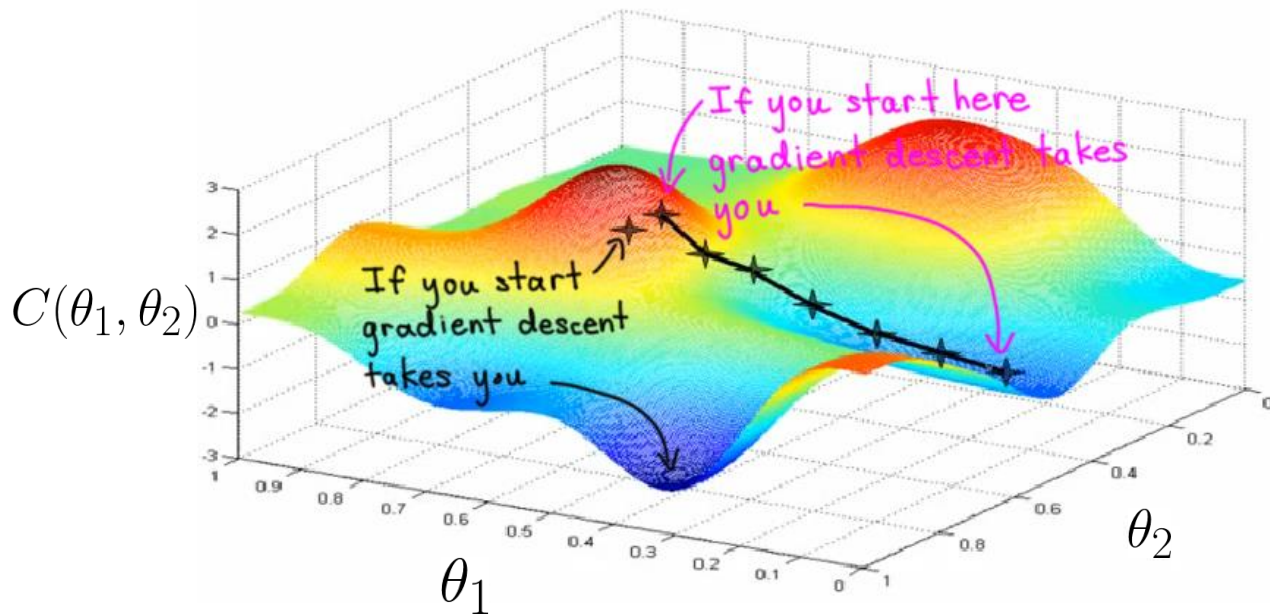 If you start here
gradient descent takes
you
If you start
gradient descent
takes you
C(θ₁, θ₂)
3
2
1
0
-1
-2
-3
1
0.9
0.8
0.7
0.6
0.5
0.4
0.3
0.2
0.1
0
θ₁
0
0.2
0.4
0.6
0.8
1
θ₂